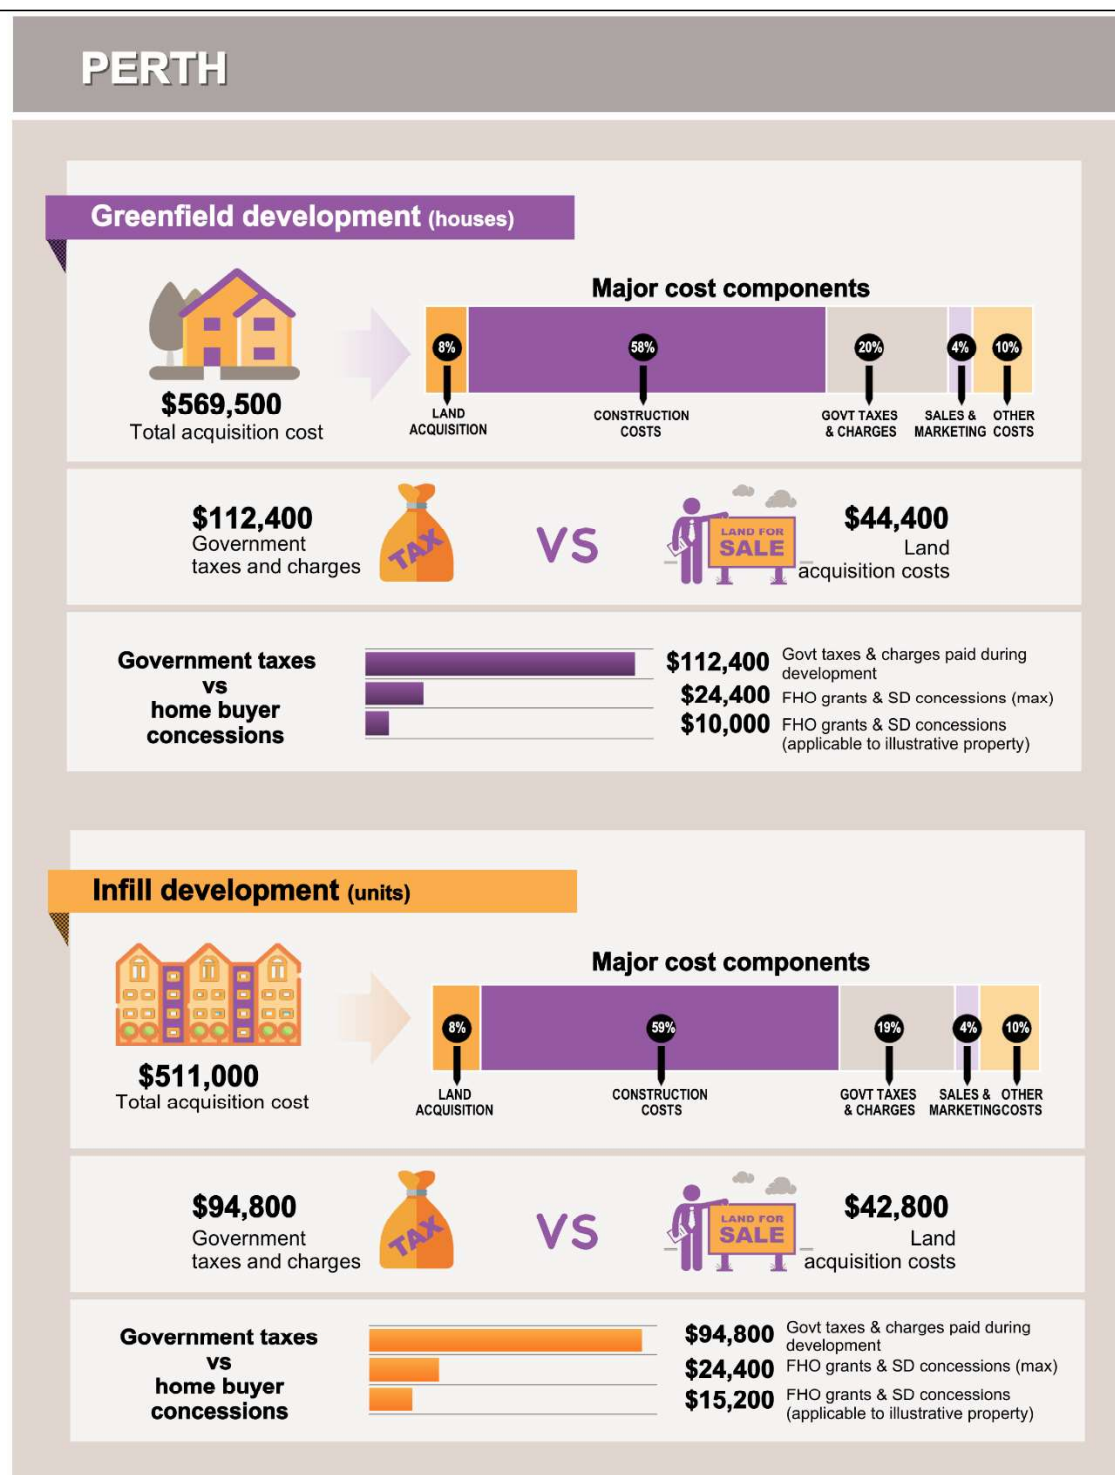 PERTH
Greenfield development (houses)
Major cost components
8%
58%
20%
4%
10%
LAND
ACQUISITION
CONSTRUCTION
COSTS
GOVT TAXES
& CHARGES
SALES &
MARKETING
OTHER
COSTS
$569,500
Total acquisition cost
$112,400
Government
taxes and charges
TAX
VS
LAND FOR
SALE
$44,400
Land
acquisition costs
Government taxes
vs
home buyer
concessions
$112,400 Govt taxes & charges paid during
development
$24,400 FHO grants & SD concessions (max)
$10,000 FHO grants & SD concessions
(applicable to illustrative property)
Infill development (units)
Major cost components
8%
59%
19%
4%
10%
LAND
ACQUISITION
CONSTRUCTION
COSTS
GOVT TAXES
& CHARGES
SALES &
MARKETING
OTHER
COSTS
$511,000
Total acquisition cost
$94,800
Government
taxes and charges
TAX
VS
LAND FOR
SALE
$42,800
Land
acquisition costs
Government taxes
vs
home buyer
concessions
$94,800 Govt taxes & charges paid during
development
$24,400 FHO grants & SD concessions (max)
$15,200 FHO grants & SD concessions
(applicable to illustrative property)